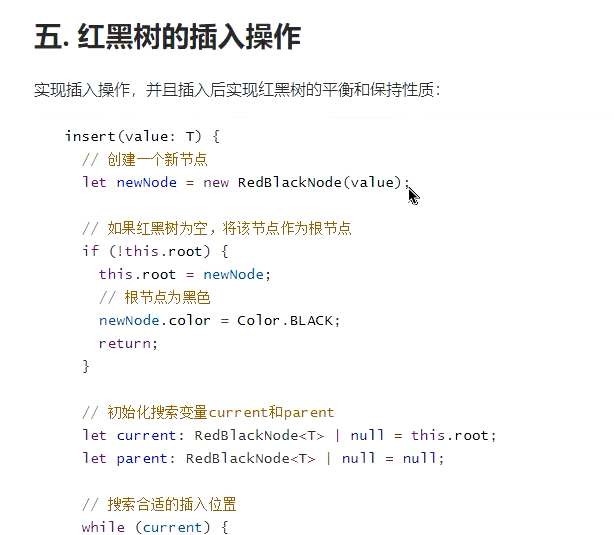 五. 红黑树的插入操作
实现插入操作，并且插入后实现红黑树的平衡和保持性质：
insert(value: T) {
// 创建一个新节点
let newNode = new RedBlackNode(value);
// 如果红黑树为空，将该节点作为根节点
if (!this.root) {
this.root = newNode;
// 根节点为黑色
newNode.color = Color.BLACK;
return;
}
// 初始化搜索变量current和parent
let current: RedBlackNode<T> | null = this.root;
let parent: RedBlackNode<T> | null = null;
// 搜索合适的插入位置
while (current) {